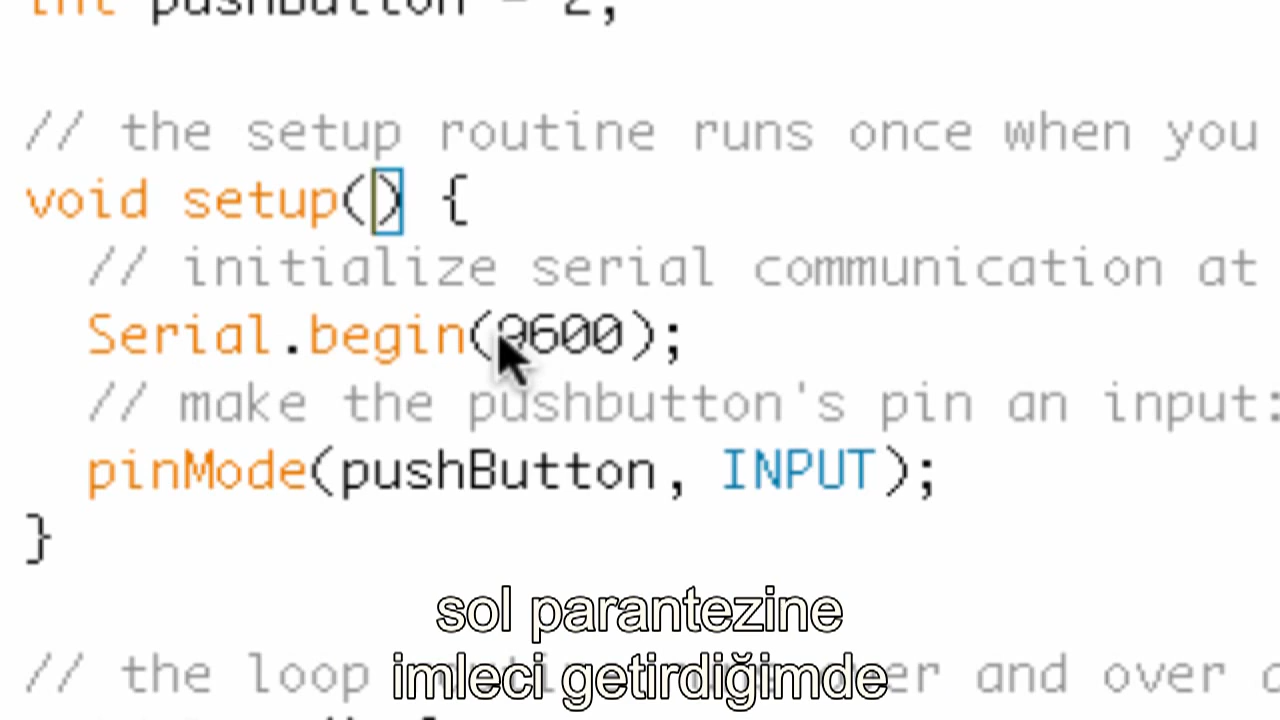 int pushButton = 2;
// the setup routine runs once when you
void setup() {
// initialize serial communication at
Serial.begin(9600);
// make the pushbutton's pin an input:
pinMode(pushButton, INPUT);
}
sol parantezine
imleci getirdiğimde
// the loop over and over